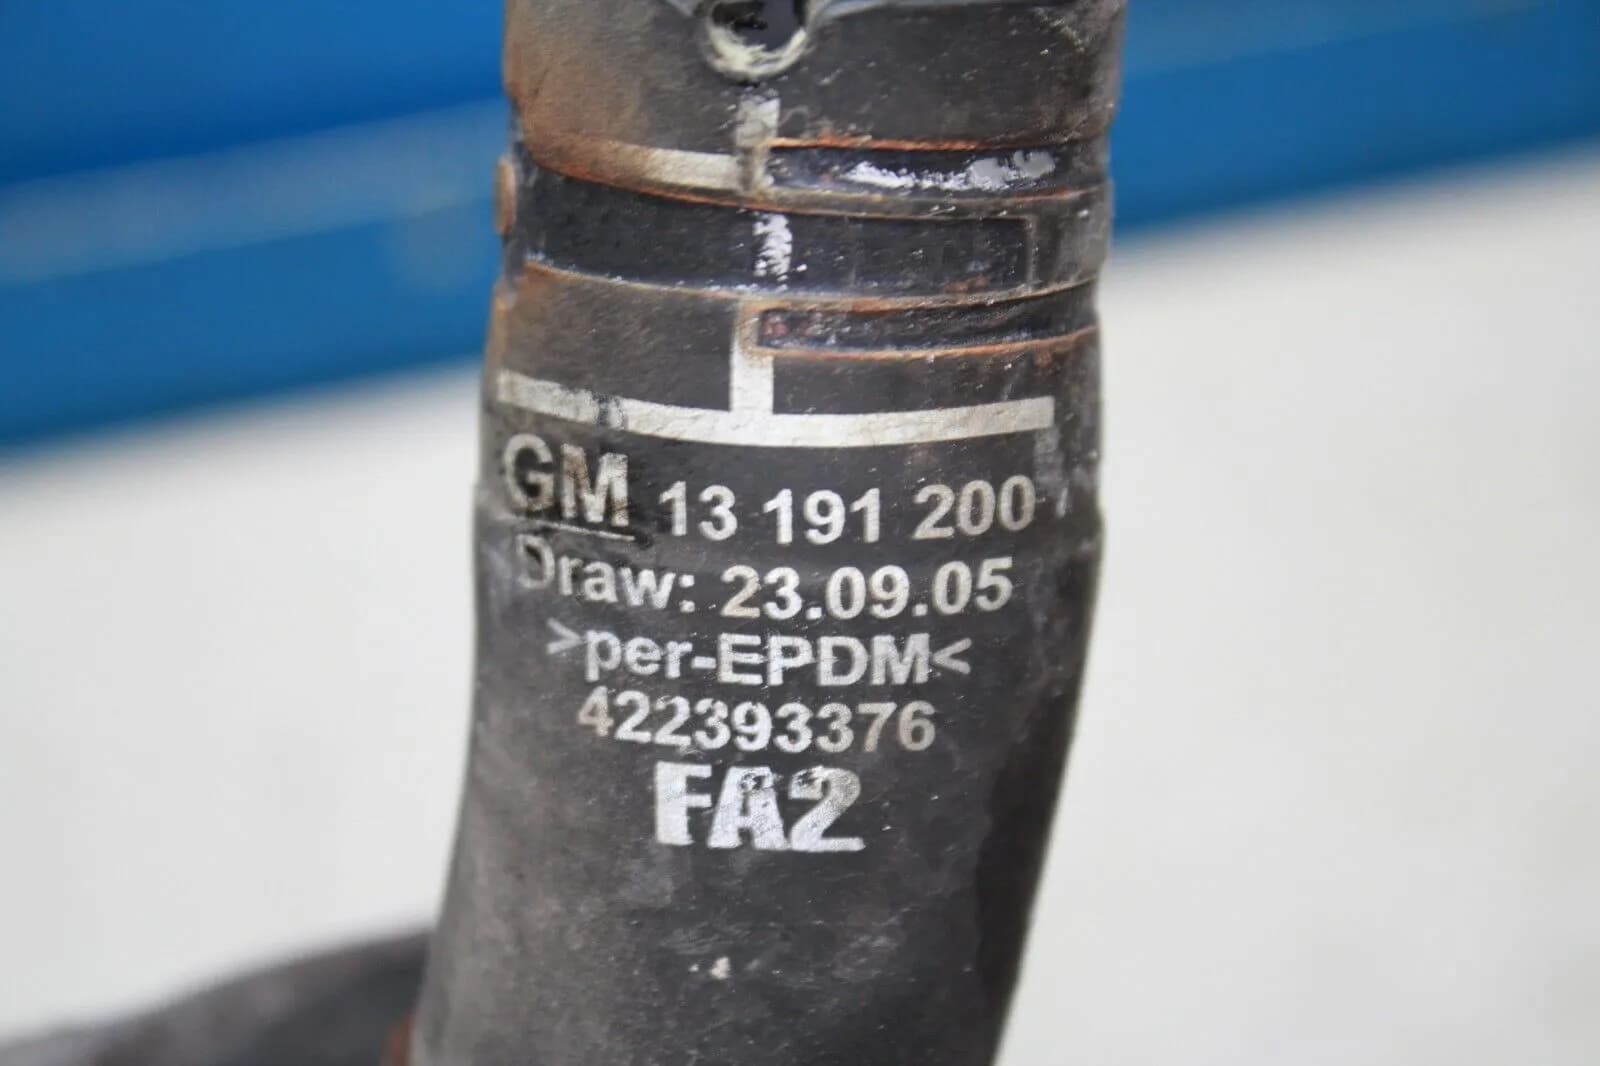 GM 13 191 200
Draw: 23.09.05
>per-EPDM<
422393376
FA2